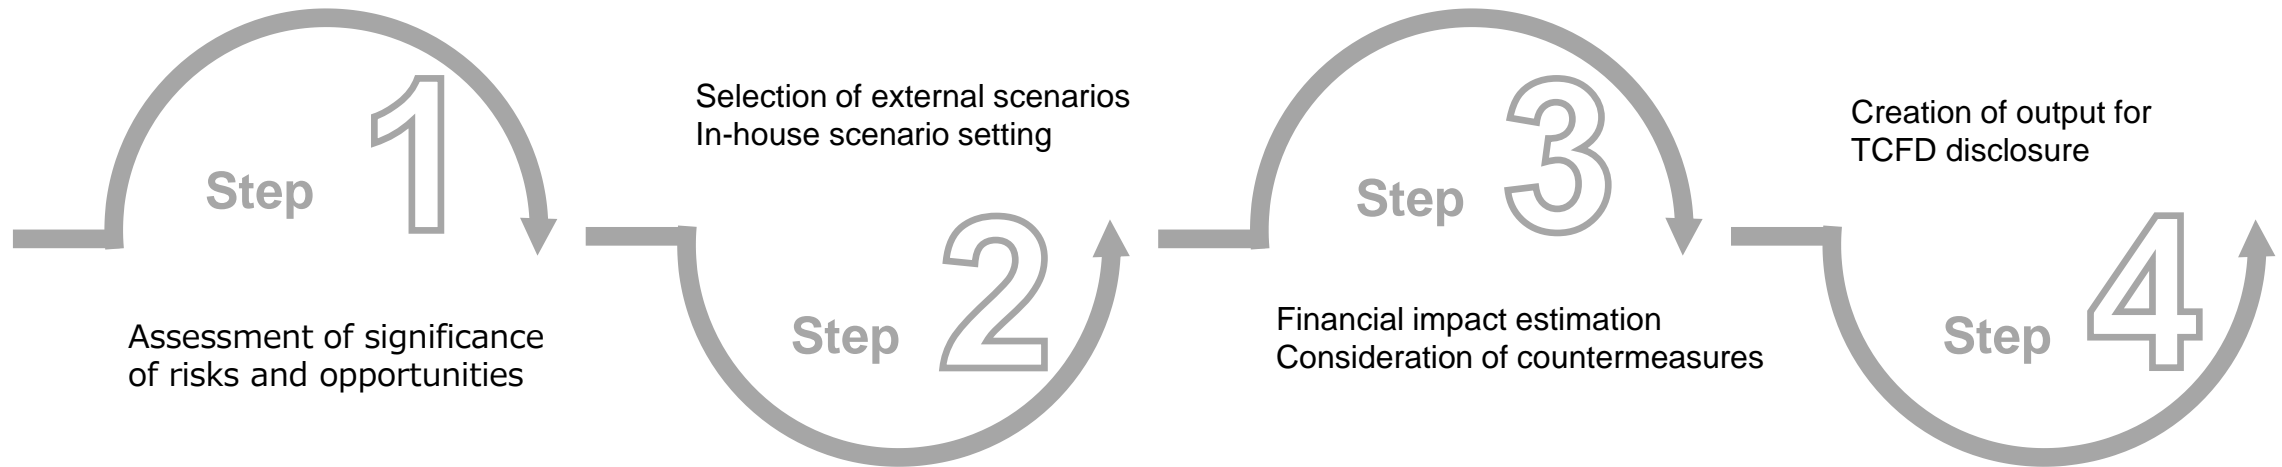 Step 1
Assessment of significance
of risks and opportunities
Selection of external scenarios
In-house scenario setting
Step 2
Step 3
Financial impact estimation
Consideration of countermeasures
Creation of output for
TCFD disclosure
Step 4